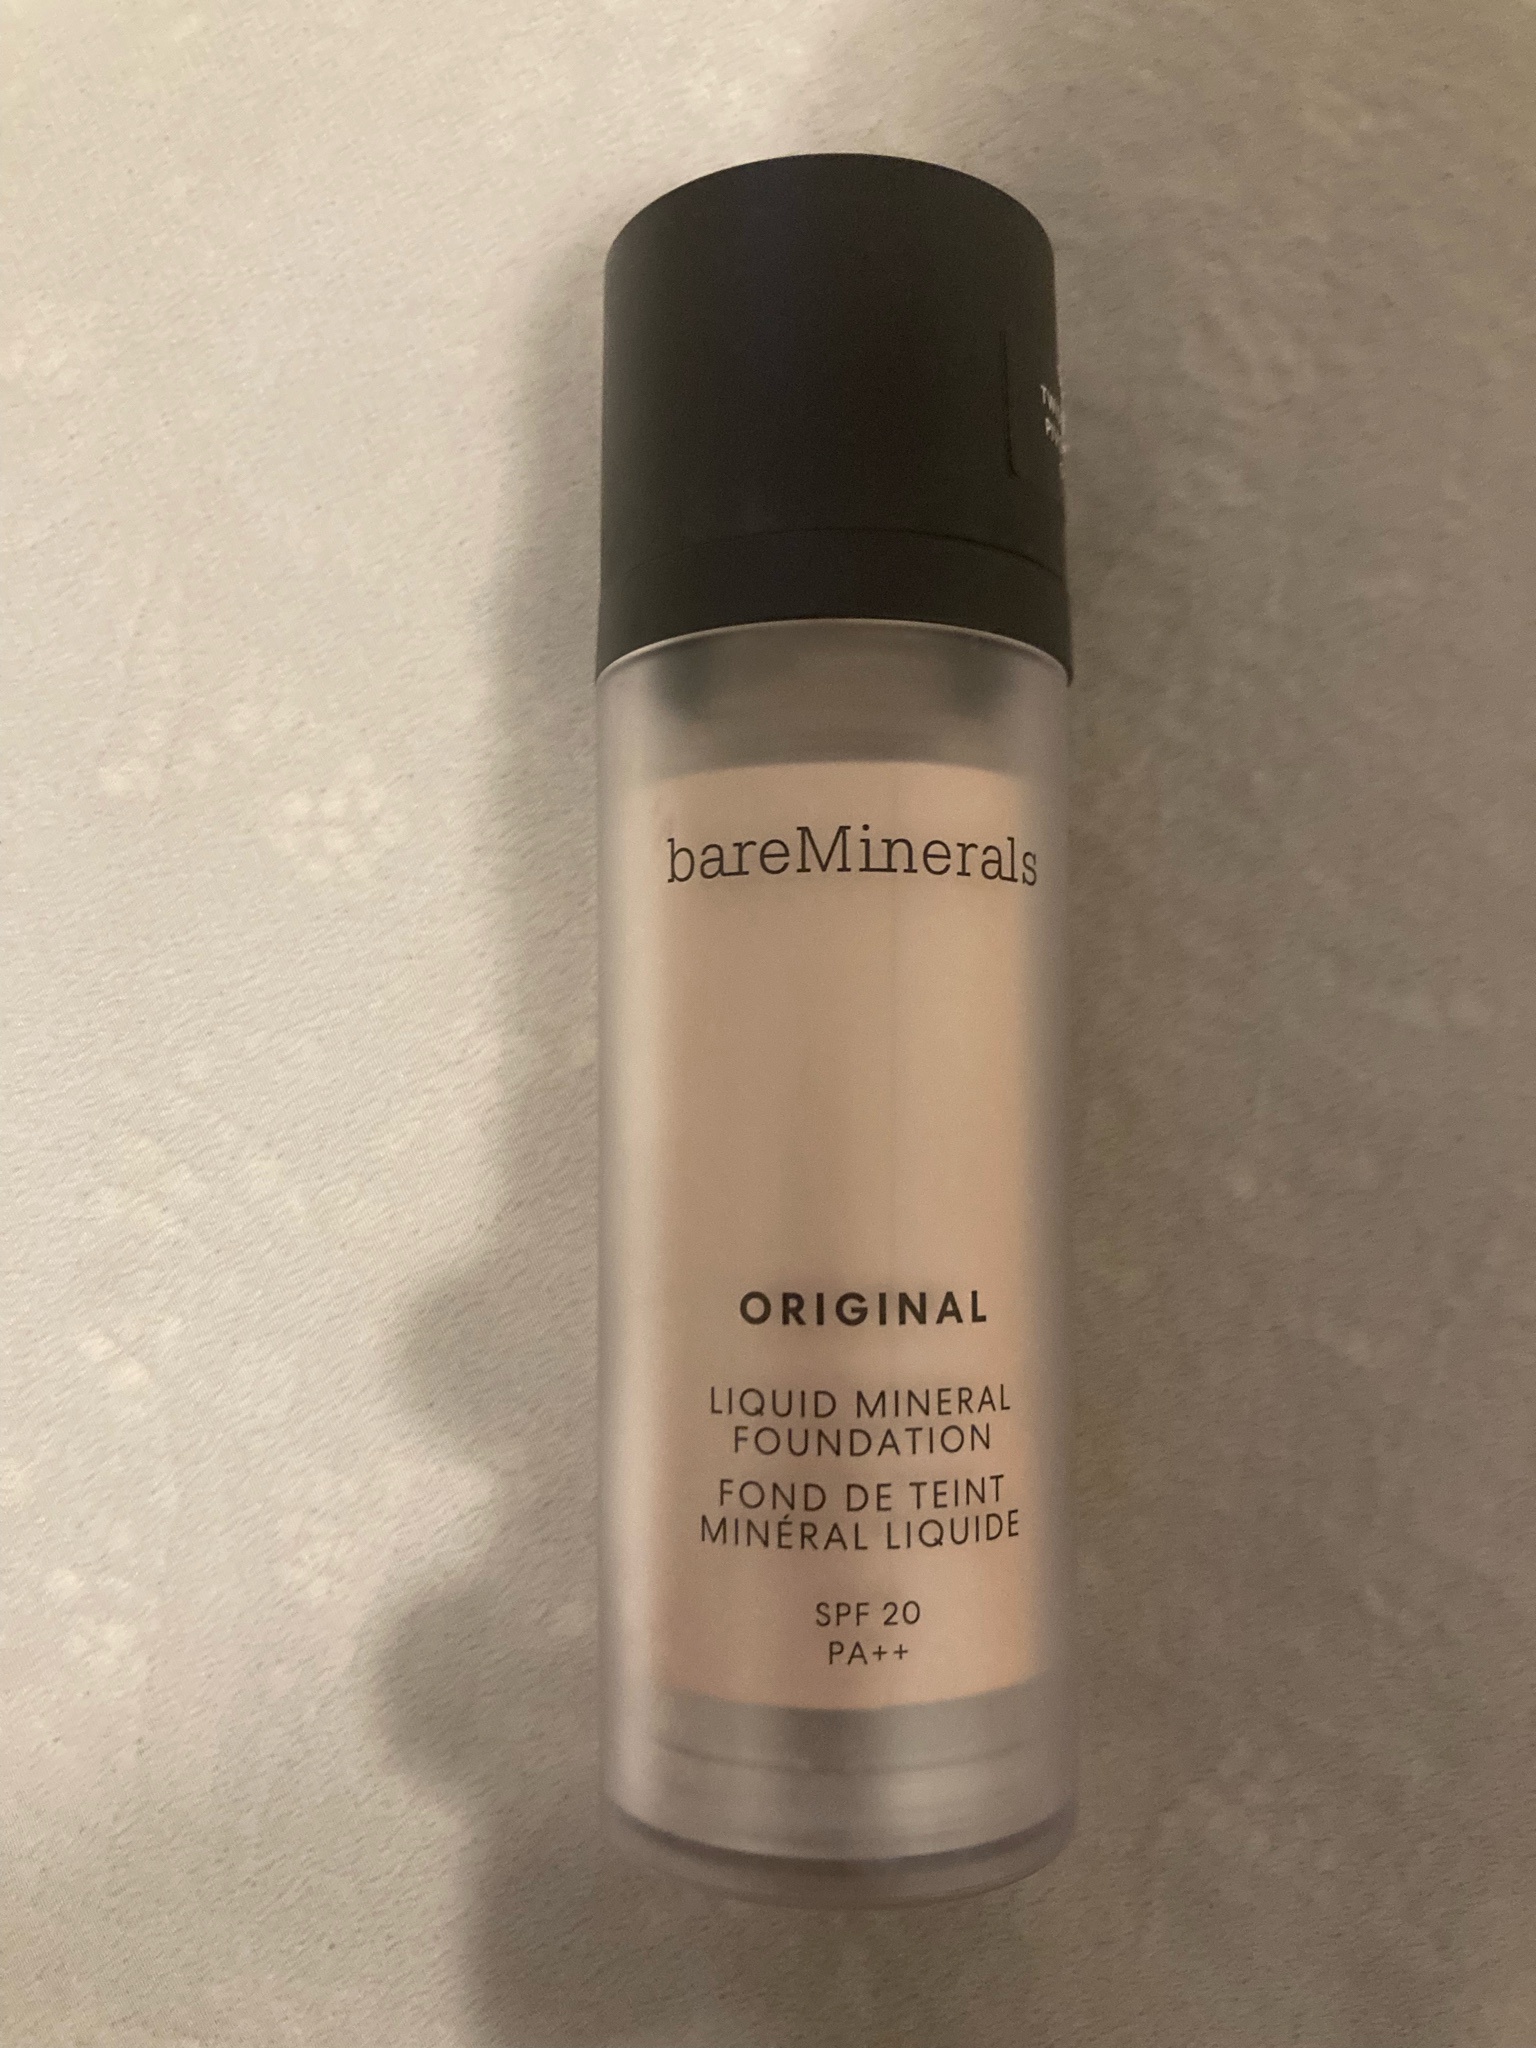 bareMinerals
ORIGINAL
LIQUID MINERAL
FOUNDATION
FOND DE TEINT
MINÉRAL LIQUIDE
SPF 20
PA++